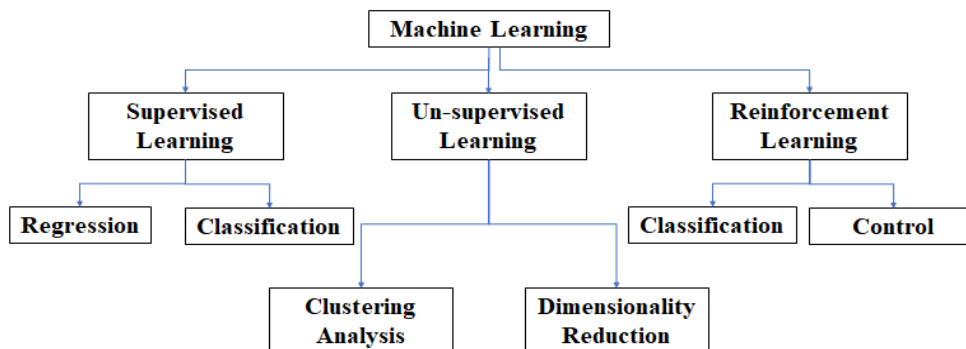 Machine Learning
Supervised
Learning
Un-supervised
Learning
Reinforcement
Learning
Regression
Classification
Classification
Control
Clustering
Analysis
Dimensionality
Reduction